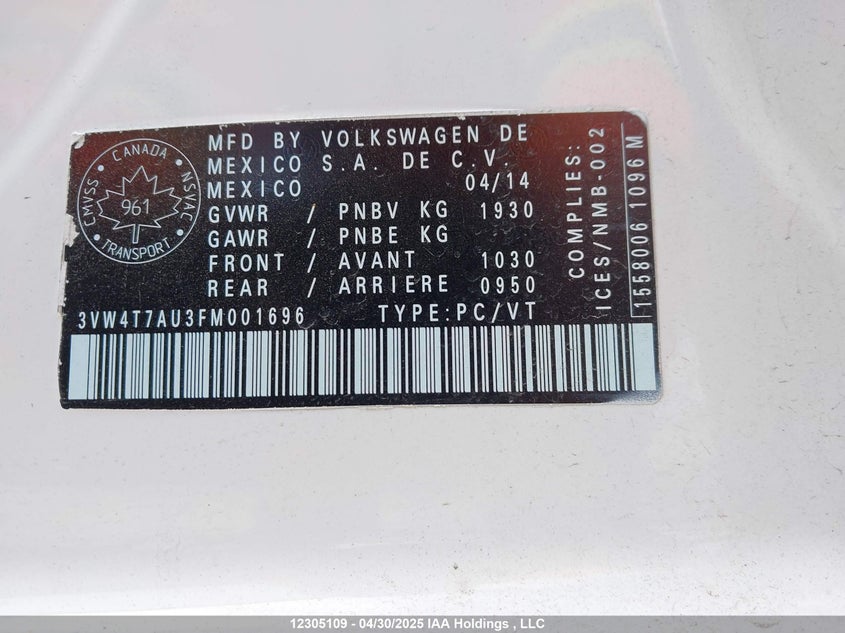 CANADA
CMVSS
NSVAC
961
TRANSPORT
MFD BY VOLKSWAGEN DE
MEXICO S.A. DE C.V.
MEXICO 04/14
GVWR / PNBV KG 1930
GAWR / PNBE KG
FRONT / AVANT 1030
REAR / ARRIERE 0950
3VW4T7AU3FM001696 TYPE:PC/VT
COMPLIES:
ICES/NMB-002
1558006 1096 M
12305109 - 04/30/2025 IAA Holdings , LLC